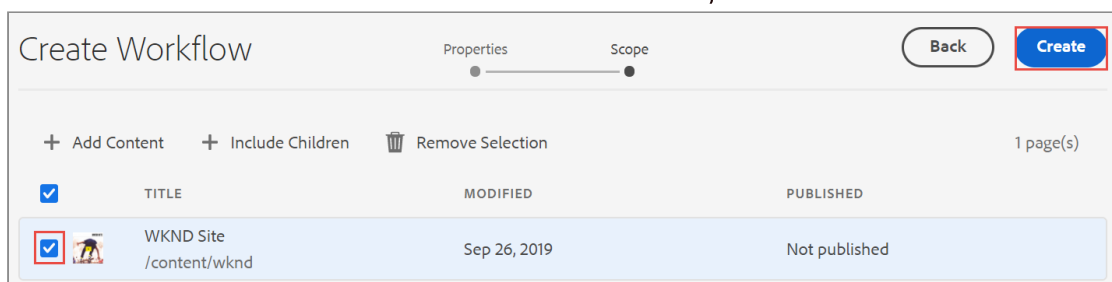 Create Workflow
Properties
Scope
Back
Create
Add Content
Include Children
Remove Selection
1 page(s)
TITLE
MODIFIED
PUBLISHED
WKND Site
Sep 26, 2019
Not published
/content/wknd